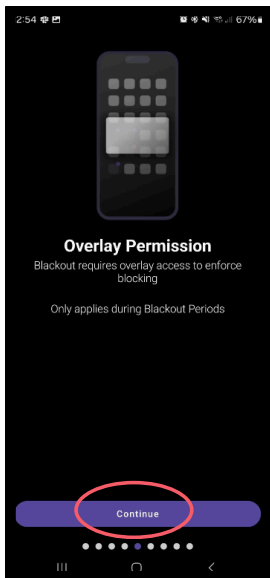 2:54
67%
Overlay Permission
Blackout requires overlay access to enforce
blocking
Only applies during Blackout Periods
Continue